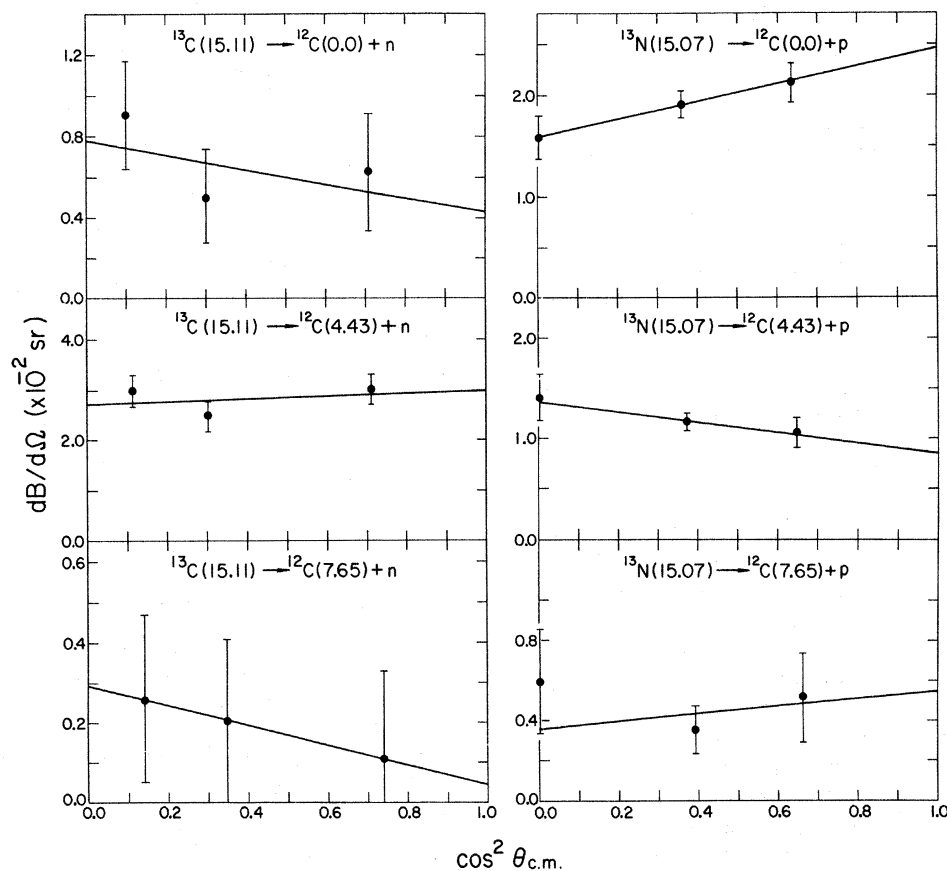 ¹³C(15.11) → ¹²C(0.0) + n
1.2
0.8
0.4
0.0
¹³N(15.07) → ¹²C(0.0) + p
2.0
1.0
0.0
¹³C(15.11) → ¹²C(4.43) + n
4.0
2.0
0.0
¹³N(15.07) → ¹²C(4.43) + p
2.0
1.0
0.0
¹³C(15.11) → ¹²C(7.65) + n
0.6
0.4
0.2
0.0
0.0 0.2 0.4 0.6 0.8 1.0
¹³N(15.07) → ¹²C(7.65) + p
0.8
0.4
0.0
0.0 0.2 0.4 0.6 0.8 1.0
dB/dΩ (x10⁻² sr)
cos² θc.m.